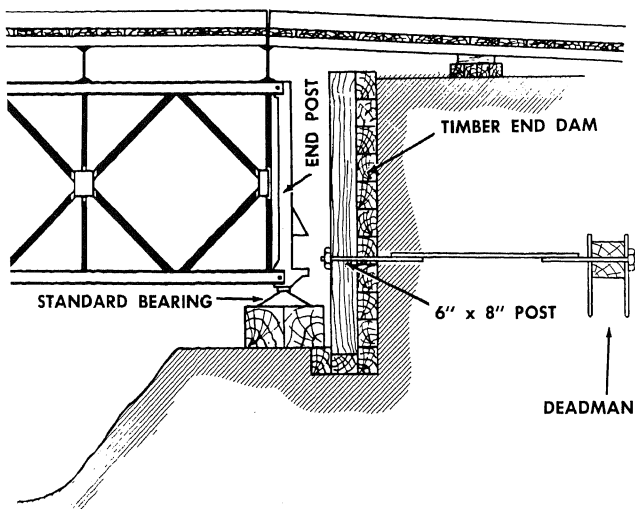 END POST
TIMBER END DAM
STANDARD BEARING
6" x 8" POST
DEADMAN